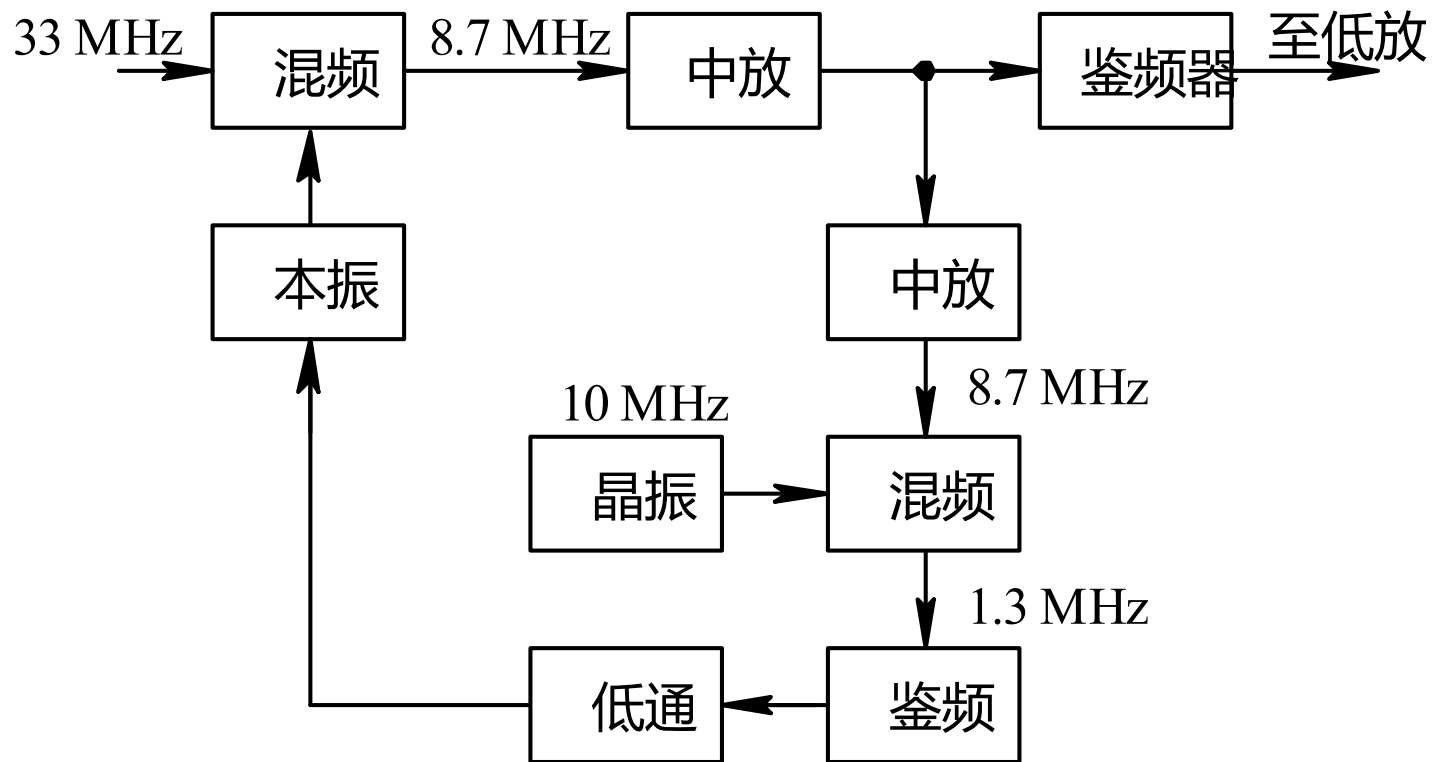 33 MHz
混频
8.7 MHz
中放
鉴频器
至低放
本振
中放
8.7 MHz
10 MHz
晶振
混频
1.3 MHz
低通
鉴频